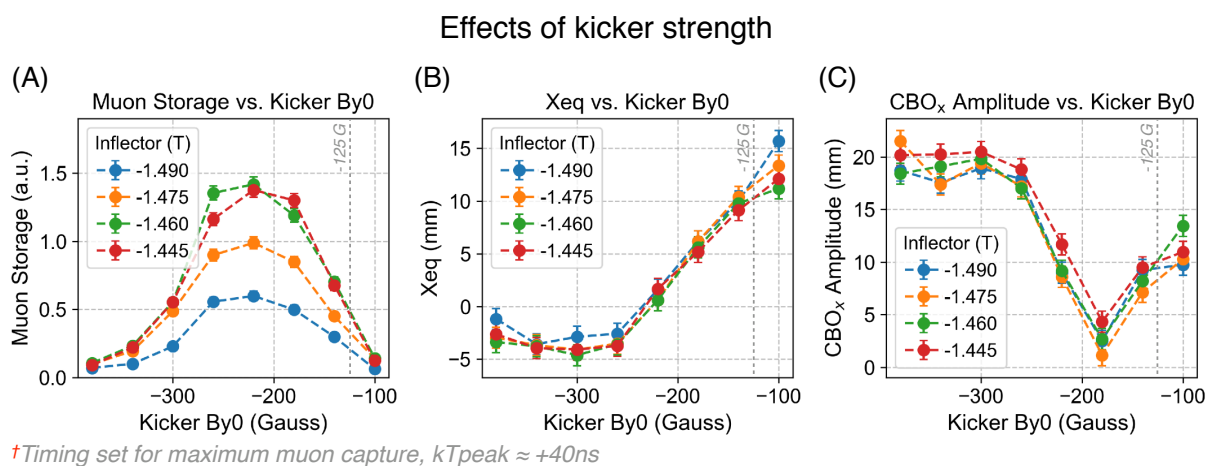 Effects of kicker strength
(A)
Muon Storage vs. Kicker By0
Muon Storage (a.u.)
1.5
1.0
0.5
0.0
Inflector (T)
-1.490
-1.475
-1.460
-1.445
-125 G
−300
−200
−100
Kicker By0 (Gauss)
(B)
Xeq vs. Kicker By0
Xeq (mm)
15
10
5
0
−5
Inflector (T)
-1.490
-1.475
-1.460
-1.445
-125 G
−300
−200
−100
Kicker By0 (Gauss)
(C)
CBOₓ Amplitude vs. Kicker By0
CBOₓ Amplitude (mm)
20
15
10
5
0
Inflector (T)
-1.490
-1.475
-1.460
-1.445
-125 G
−300
−200
−100
Kicker By0 (Gauss)
†Timing set for maximum muon capture, kTpeak ≈ +40ns